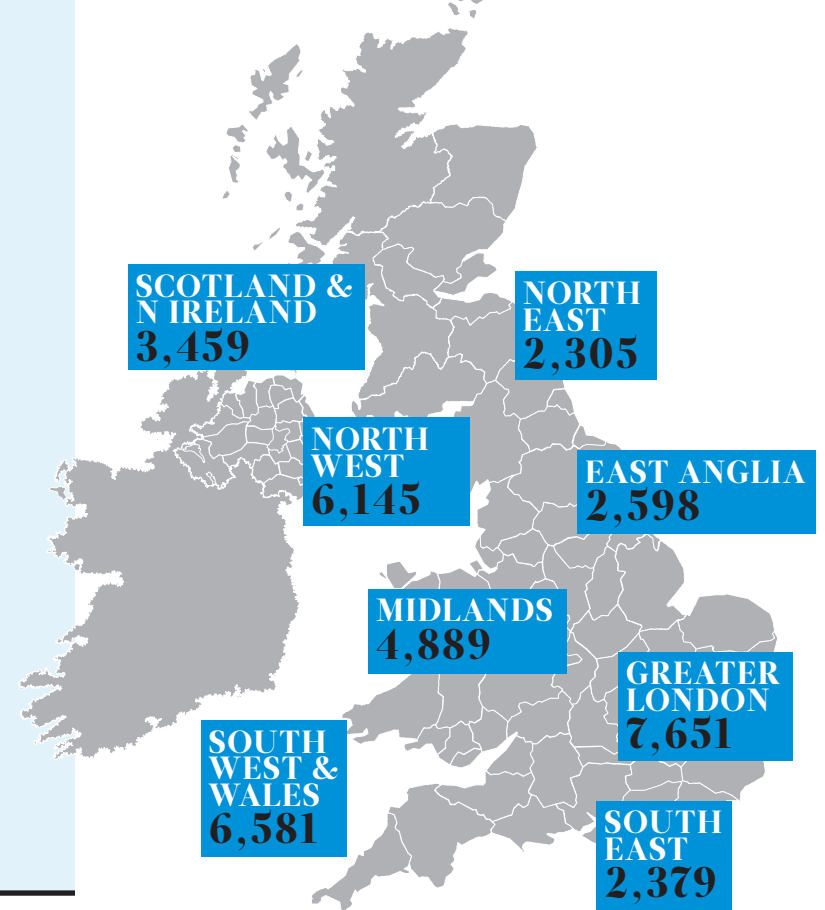 SCOTLAND &
N IRELAND
3,459
NORTH
EAST
2,305
NORTH
WEST
6,145
EAST ANGLIA
2,598
MIDLANDS
4,889
GREATER
LONDON
7,651
SOUTH
WEST &
WALES
6,581
SOUTH
EAST
2,379